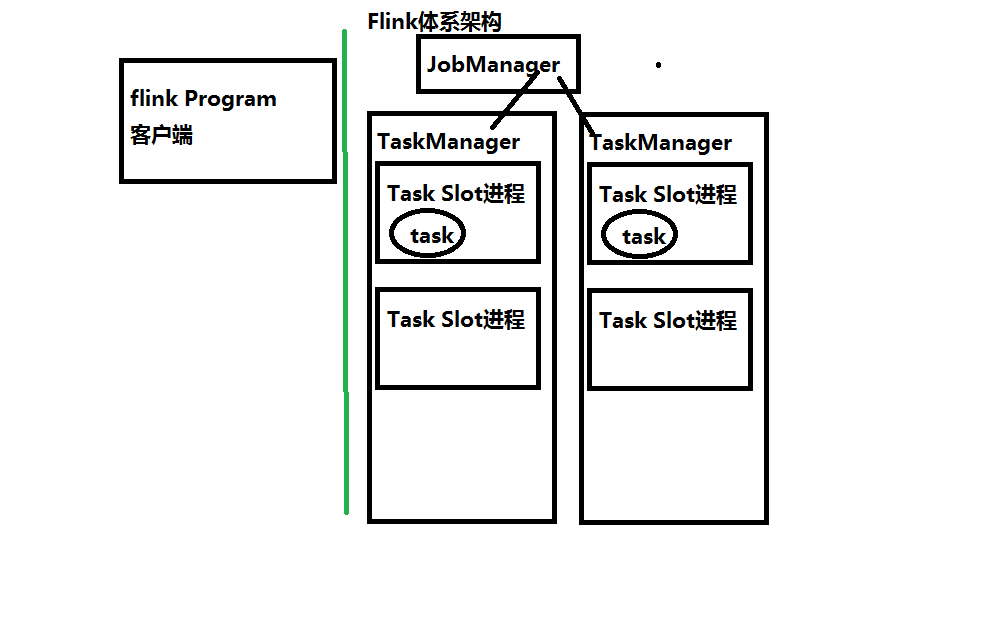 Flink体系架构
flink Program
客户端
JobManager
TaskManager
Task Slot进程
task
Task Slot进程
TaskManager
Task Slot进程
task
Task Slot进程